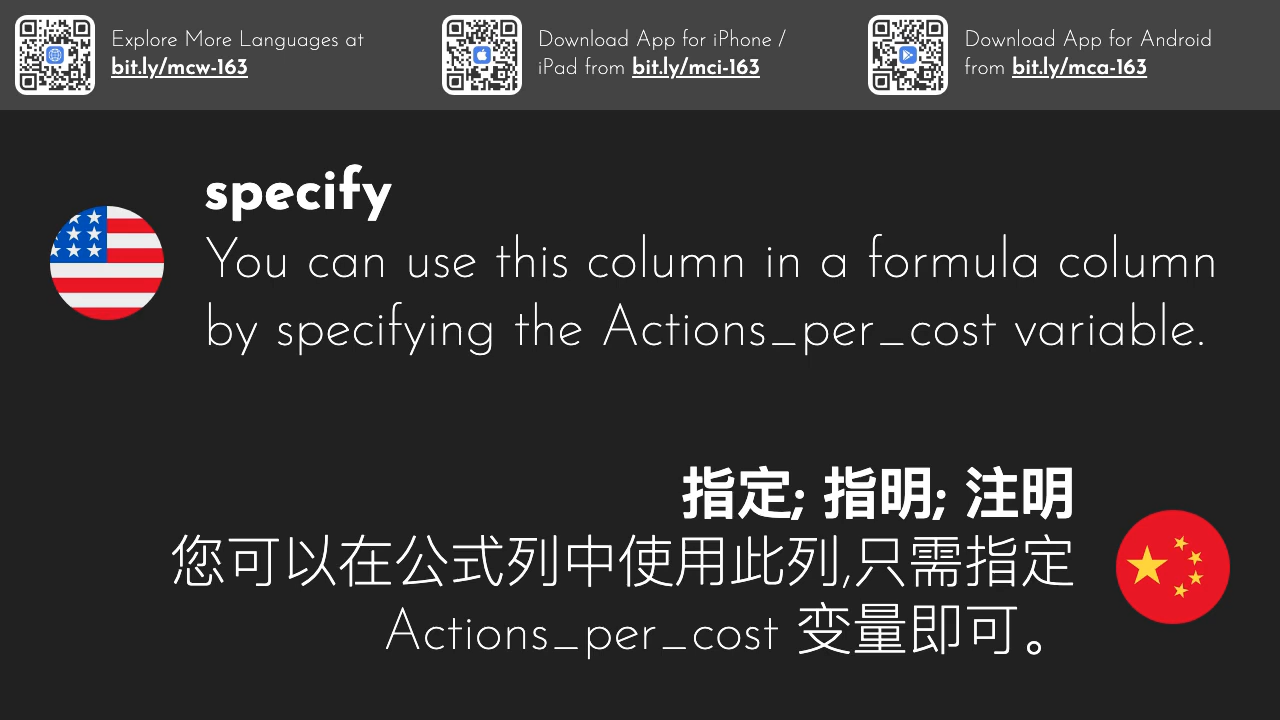 Explore More Languages at
bit.ly/mcw-163
Download App for iPhone /
iPad from bit.ly/mci-163
Download App for Android
from bit.ly/mca-163
specify
You can use this column in a formula column
by specifying the Actions_per_cost variable.
指定; 指明; 注明
您可以在公式列中使用此列,只需指定
Actions_per_cost 变量即可。